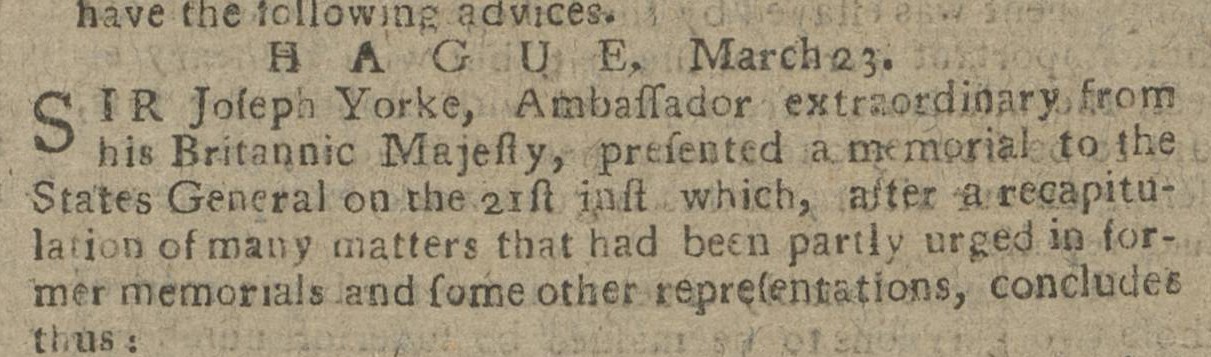 have the following advices.
H A G U E, March 23.
SIR Joſeph Yorke, Ambaſſador extraordinary from
his Britannic Majeſty, preſented a memorial to the
States General on the 21ſt inſt which, after a recapitu-
lation of many matters that had been partly urged in for-
mer memorials and ſome other repreſentations, concludes
thus: